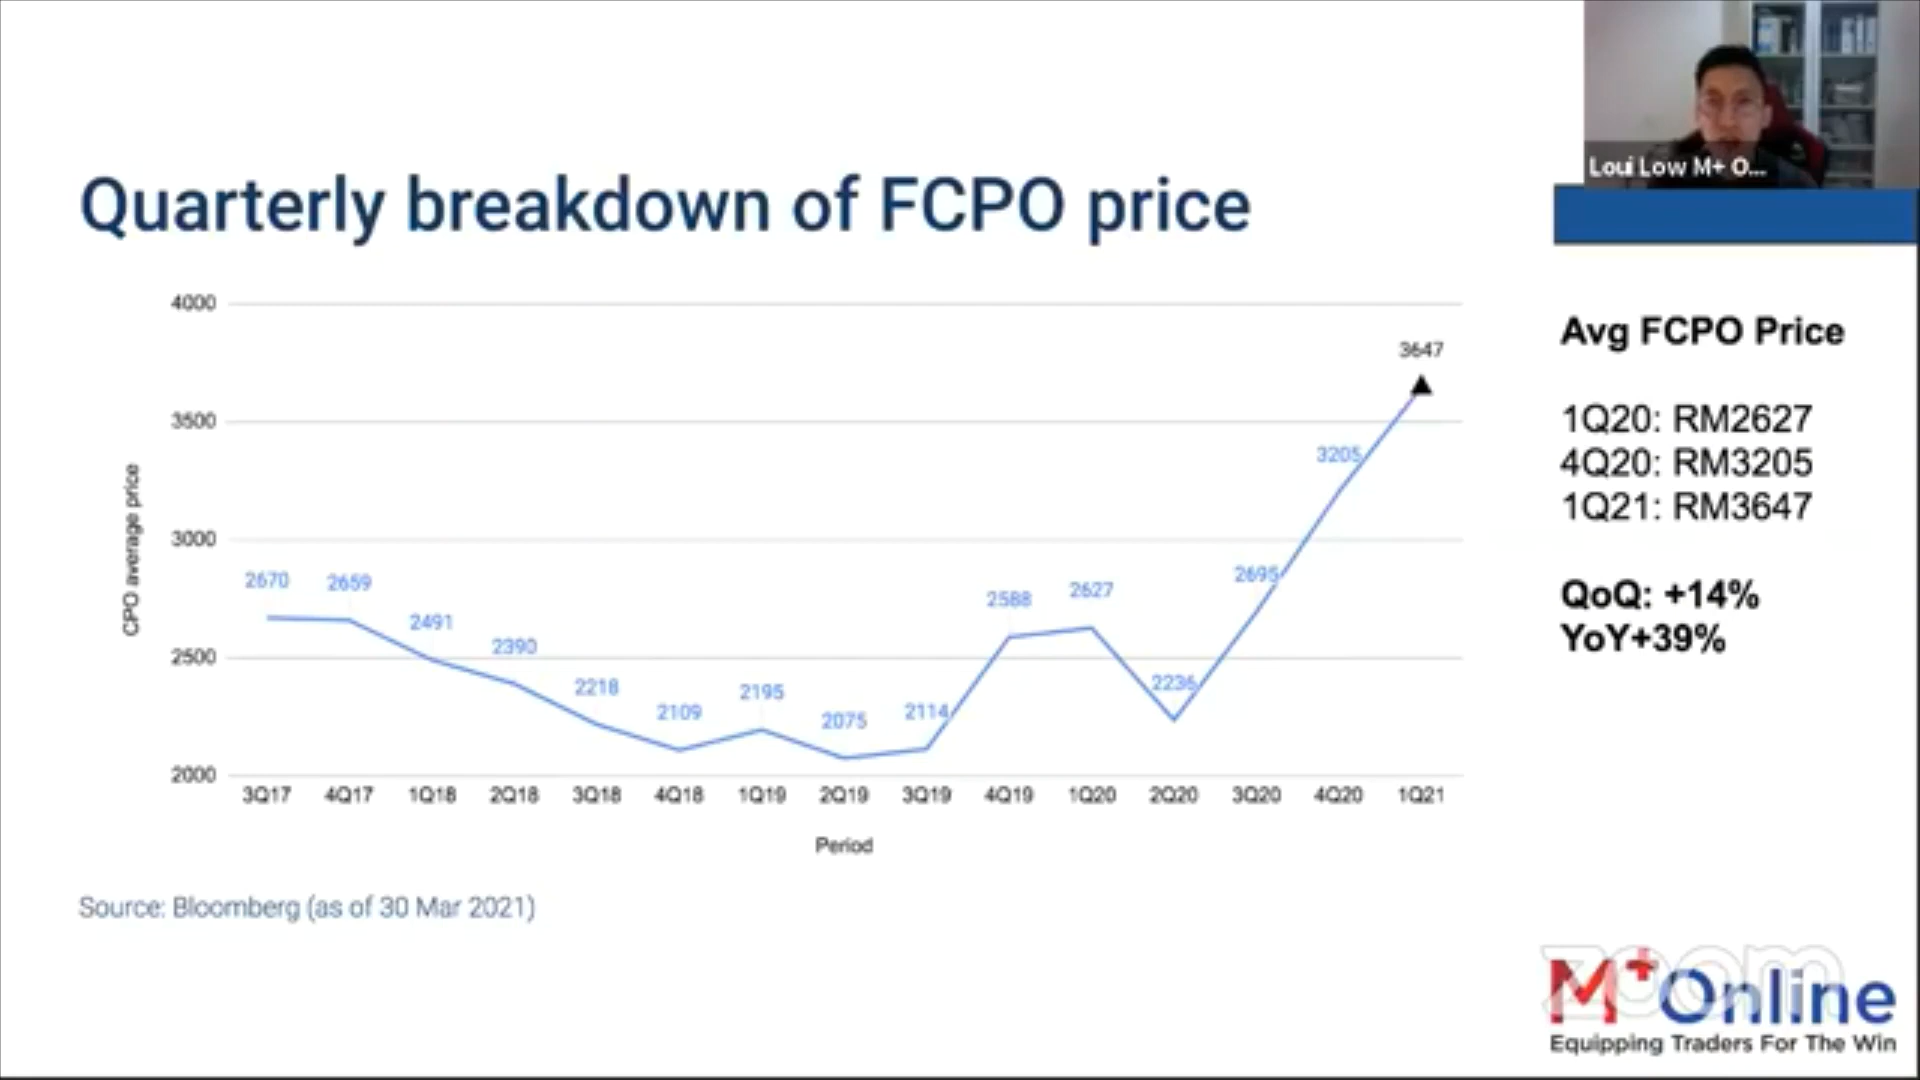 Loui Low M+ O...
Quarterly breakdown of FCPO price
4000
3500
3000
2500
2000
CPO average price
2670
2659
2491
2390
2218
2109
2195
2075
2114
2588
2627
2236
2695
3205
3647
3Q17 4Q17 1Q18 2Q18 3Q18 4Q18 1Q19 2Q19 3Q19 4Q19 1Q20 2Q20 3Q20 4Q20 1Q21
Period
Avg FCPO Price
1Q20: RM2627
4Q20: RM3205
1Q21: RM3647
QoQ: +14%
YoY+39%
Source: Bloomberg (as of 30 Mar 2021)
zoom
M+Online
Equipping Traders For The Win